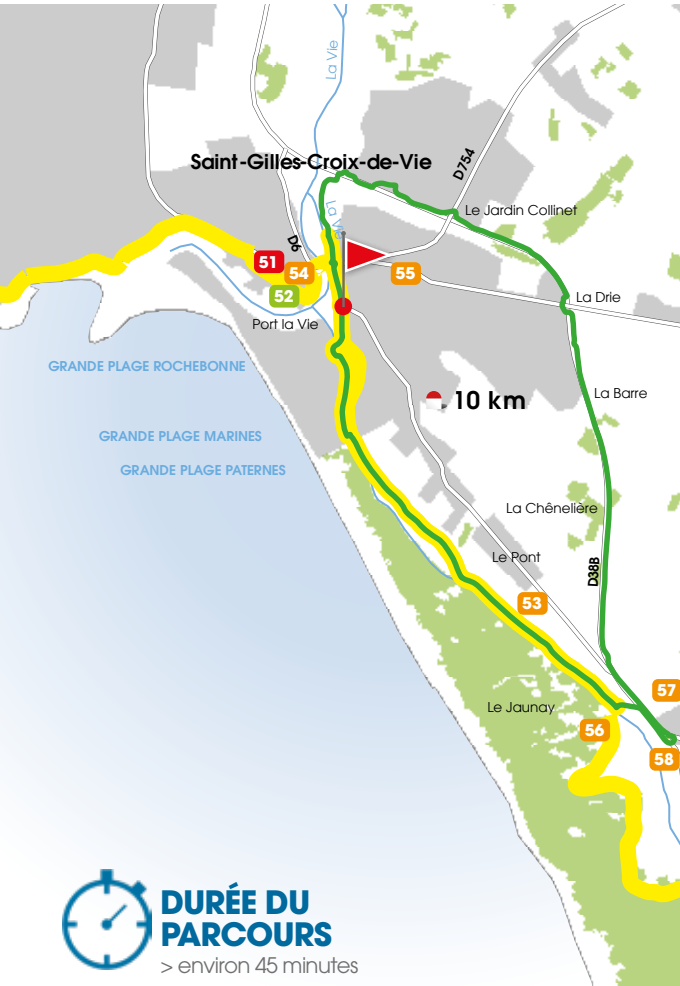 La Vie
Saint-Gilles-Croix-de-Vie
D754
La Vie
Le Jardin Collinet
D6
51
54
55
52
La Drie
Port la Vie
GRANDE PLAGE ROCHEBONNE
La Barre
10 km
GRANDE PLAGE MARINES
GRANDE PLAGE PATERNES
La Chênelière
Le Pont
D38B
53
57
Le Jaunay
56
58
DURÉE DU
PARCOURS
> environ 45 minutes